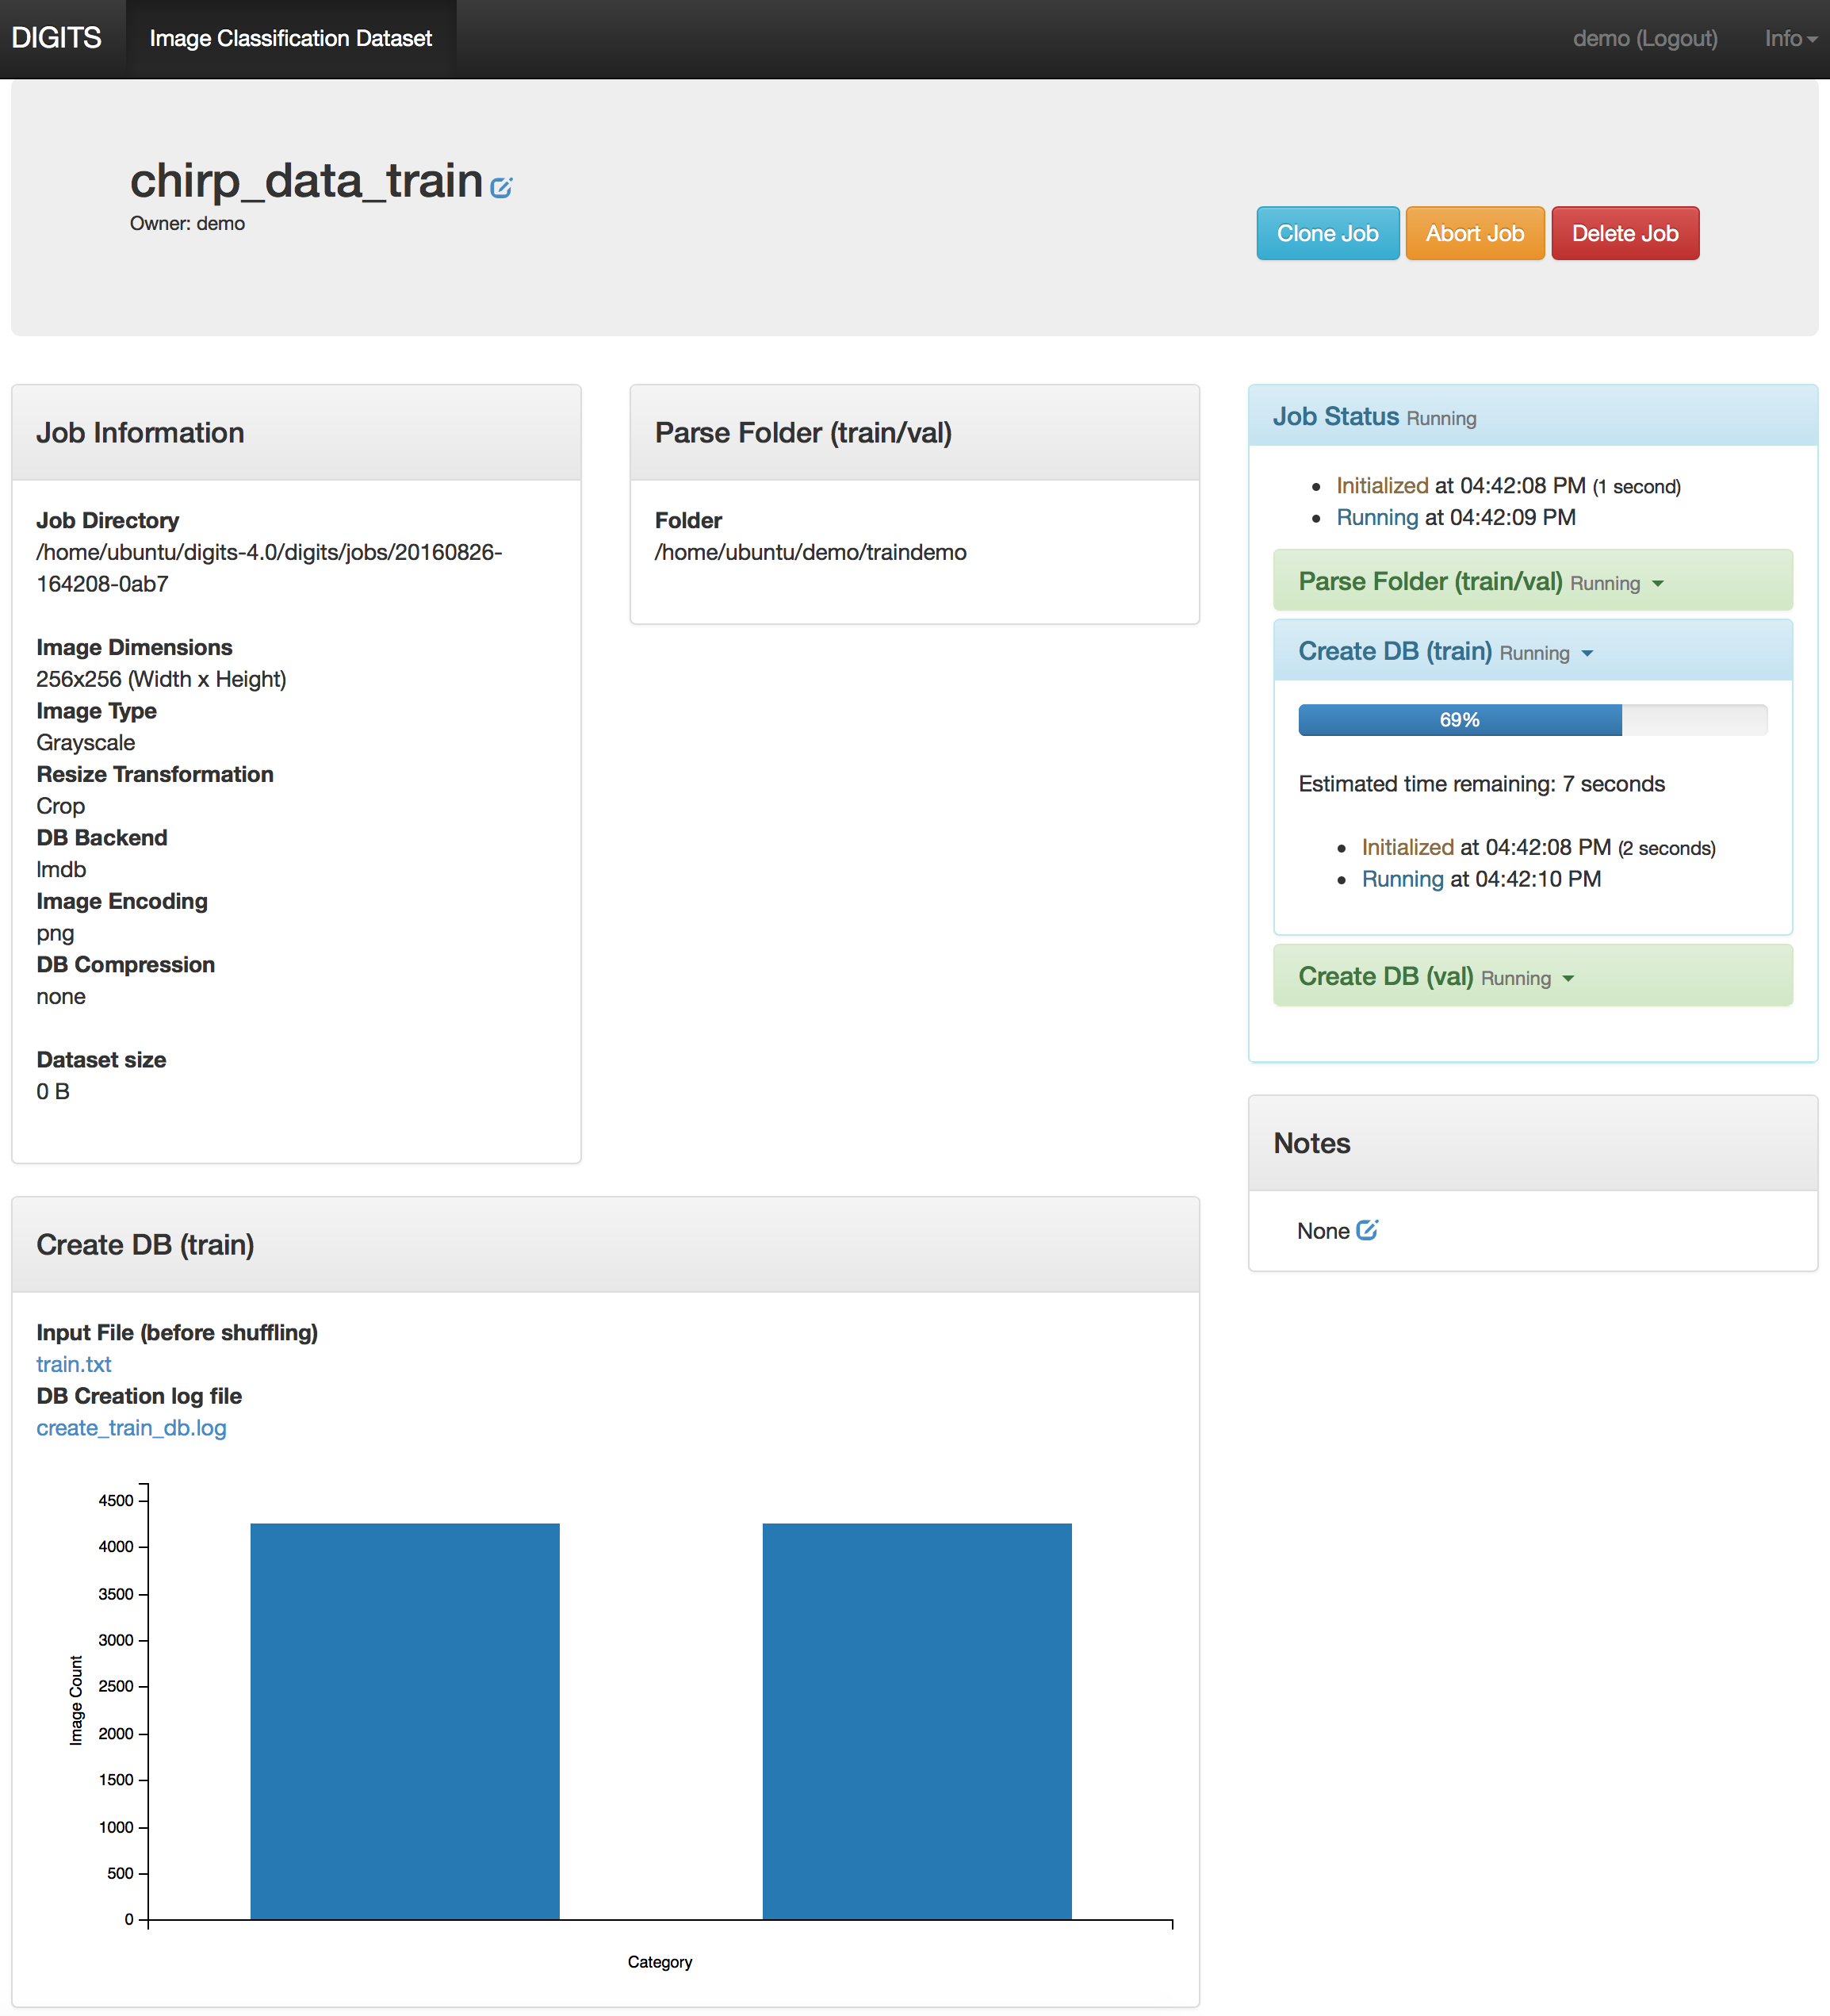 DIGITS Image Classification Dataset demo (Logout) Info
chirp_data_train
Owner: demo
Clone Job Abort Job Delete Job
Job Information
Job Directory
/home/ubuntu/digits-4.0/digits/jobs/20160826-
164208-0ab7
Image Dimensions
256x256 (Width x Height)
Image Type
Grayscale
Resize Transformation
Crop
DB Backend
lmdb
Image Encoding
png
DB Compression
none
Dataset size
0 B
Parse Folder (train/val)
Folder
/home/ubuntu/demo/traindemo
Job Status Running
Initialized at 04:42:08 PM (1 second)
Running at 04:42:09 PM
Parse Folder (train/val) Running
Create DB (train) Running
69%
Estimated time remaining: 7 seconds
Initialized at 04:42:08 PM (2 seconds)
Running at 04:42:10 PM
Create DB (val) Running
Notes
None
Create DB (train)
Input File (before shuffling)
train.txt
DB Creation log file
create_train_db.log
4500
4000
3500
3000
2500
2000
1500
1000
500
0
Image Count
Category